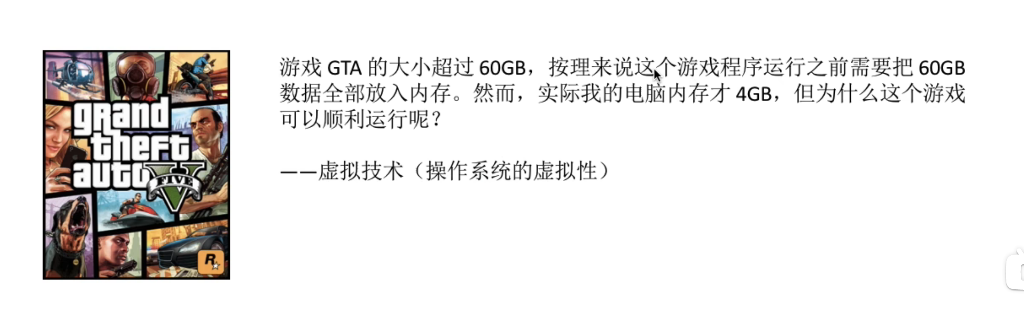 grand
theft
auto
V
FIVE
R
游戏 GTA 的大小超过 60GB，按理来说这个游戏程序运行之前需要把 60GB
数据全部放入内存。然而，实际我的电脑内存才 4GB，但为什么这个游戏
可以顺利运行呢？
——虚拟技术（操作系统的虚拟性）